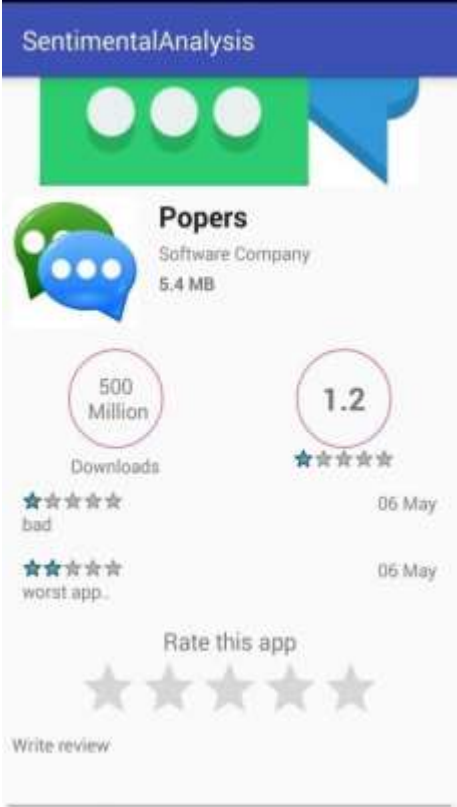 SentimentalAnalysis
Popers
Software Company
5.4 MB
500
Million
1.2
Downloads
06 May
bad
06 May
worst app..
Rate this app
Write review